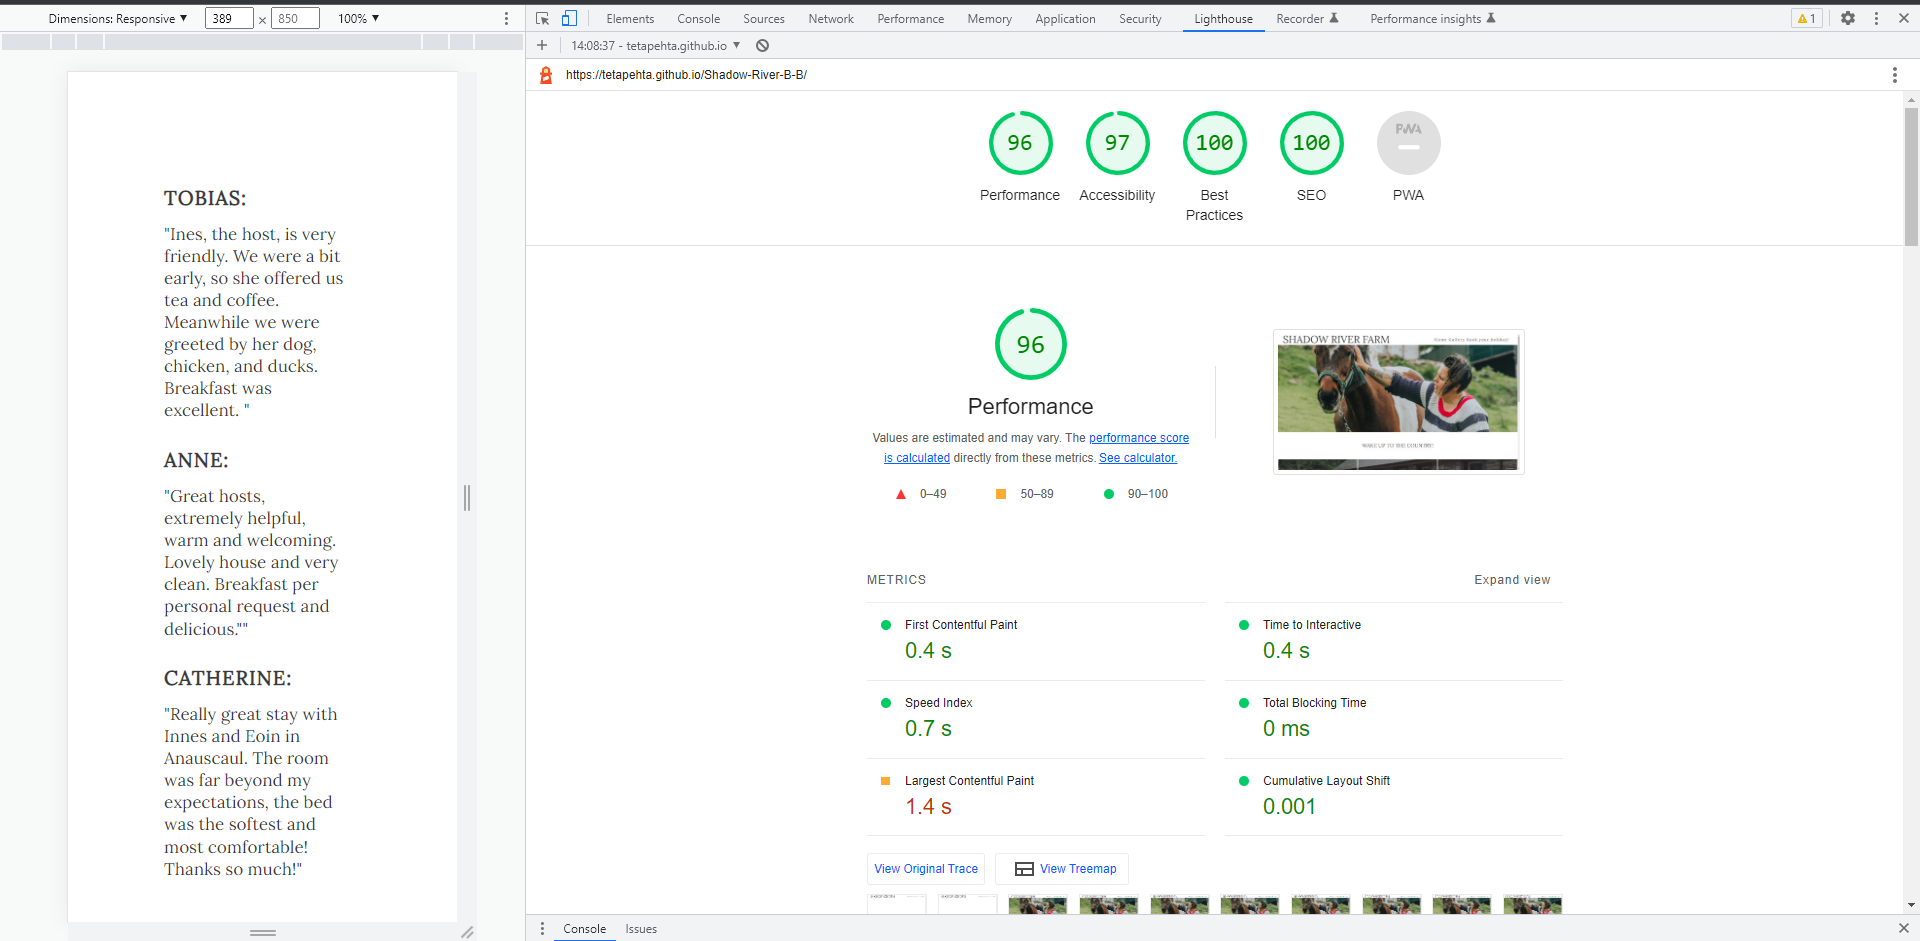 Dimensions: Responsive ▼ 389 × 850 100% ▼
Elements Console Sources Network Performance Memory Application Security Lighthouse Recorder Performance insights 1
14:08:37 - tetapehta.github.io ▼
https://tetapehta.github.io/Shadow-River-B-B/
TOBIAS:
"Ines, the host, is very
friendly. We were a bit
early, so she offered us
tea and coffee.
Meanwhile we were
greeted by her dog,
chicken, and ducks.
Breakfast was
excellent. "
ANNE:
"Great hosts,
extremely helpful,
warm and welcoming.
Lovely house and very
clean. Breakfast per
personal request and
delicious.""
CATHERINE:
"Really great stay with
Innes and Eoin in
Anauscaul. The room
was far beyond my
expectations, the bed
was the softest and
most comfortable!
Thanks so much!"
96 97 100 100 PWA
Performance Accessibility Best Practices SEO PWA
96
Performance
Values are estimated and may vary. The performance score
is calculated directly from these metrics. See calculator.
0–49 50–89 90–100
SHADOW RIVER FARM
WAKE UP TO THE COUNTRY!
METRICS Expand view
First Contentful Paint
0.4 s
Time to Interactive
0.4 s
Speed Index
0.7 s
Total Blocking Time
0 ms
Largest Contentful Paint
1.4 s
Cumulative Layout Shift
0.001
View Original Trace View Treemap
Console Issues